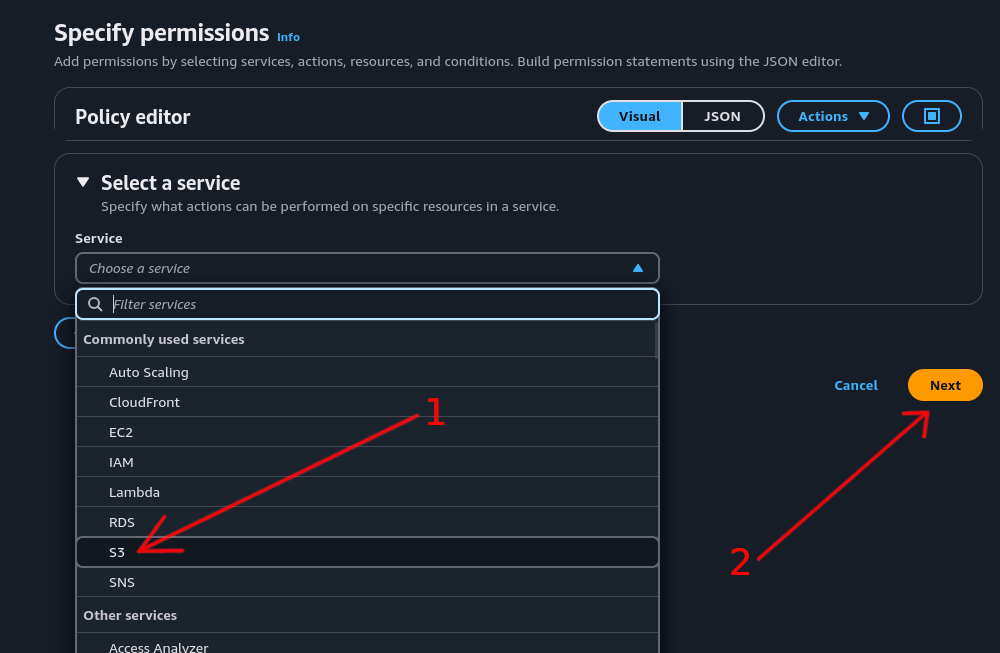 Specify permissions Info
Add permissions by selecting services, actions, resources, and conditions. Build permission statements using the JSON editor.
Policy editor
Visual JSON Actions
Select a service
Specify what actions can be performed on specific resources in a service.
Service
Choose a service
Filter services
Commonly used services
Auto Scaling
CloudFront
EC2
IAM
Lambda
RDS
S3
SNS
Other services
Access Analyzer
Cancel Next
1
2